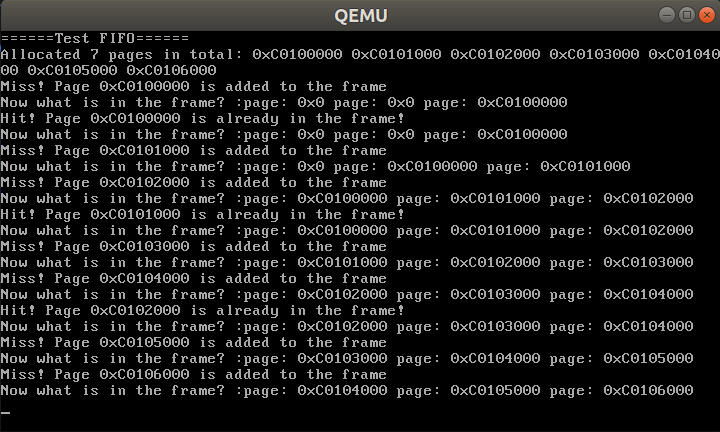 QEMU
======Test FIFO======
Allocated 7 pages in total: 0xC0100000 0xC0101000 0xC0102000 0xC0103000 0xC01040
00 0xC0105000 0xC0106000
Miss! Page 0xC0100000 is added to the frame
Now what is in the frame? :page: 0x0 page: 0x0 page: 0xC0100000
Hit! Page 0xC0100000 is already in the frame!
Now what is in the frame? :page: 0x0 page: 0x0 page: 0xC0100000
Miss! Page 0xC0101000 is added to the frame
Now what is in the frame? :page: 0x0 page: 0xC0100000 page: 0xC0101000
Miss! Page 0xC0102000 is added to the frame
Now what is in the frame? :page: 0xC0100000 page: 0xC0101000 page: 0xC0102000
Hit! Page 0xC0101000 is already in the frame!
Now what is in the frame? :page: 0xC0100000 page: 0xC0101000 page: 0xC0102000
Miss! Page 0xC0103000 is added to the frame
Now what is in the frame? :page: 0xC0101000 page: 0xC0102000 page: 0xC0103000
Miss! Page 0xC0104000 is added to the frame
Now what is in the frame? :page: 0xC0102000 page: 0xC0103000 page: 0xC0104000
Hit! Page 0xC0102000 is already in the frame!
Now what is in the frame? :page: 0xC0102000 page: 0xC0103000 page: 0xC0104000
Miss! Page 0xC0105000 is added to the frame
Now what is in the frame? :page: 0xC0103000 page: 0xC0104000 page: 0xC0105000
Miss! Page 0xC0106000 is added to the frame
Now what is in the frame? :page: 0xC0104000 page: 0xC0105000 page: 0xC0106000